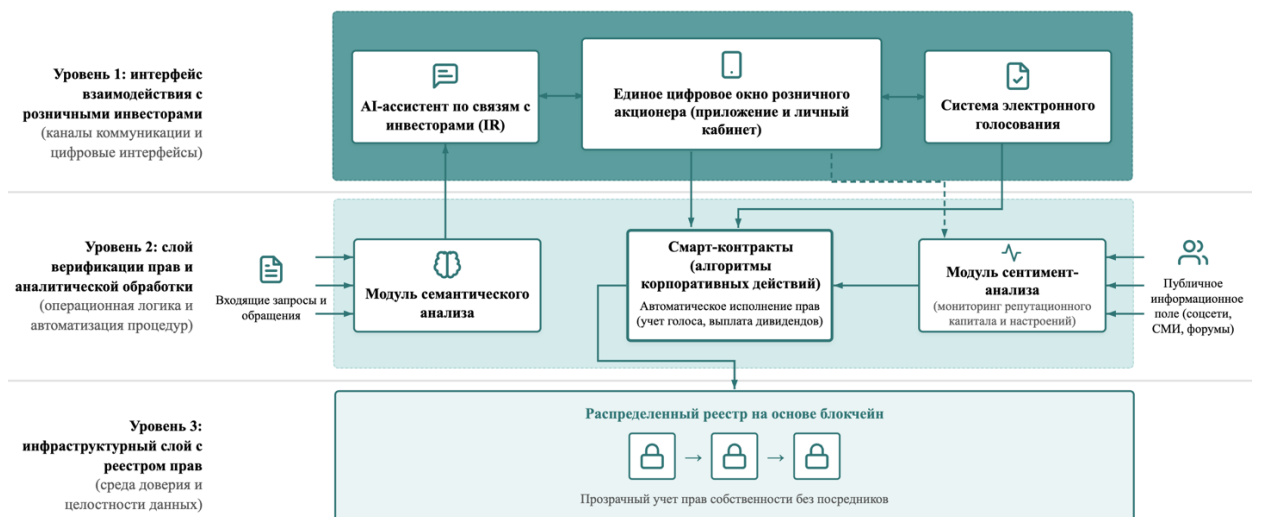 Уровень 1: интерфейс
взаимодействия с
розничными инвесторами
(каналы коммуникации и
цифровые интерфейсы)
AI-ассистент по связям с
инвесторами (IR)
Единое цифровое окно розничного
акционера (приложение и личный
кабинет)
Система электронного
голосования
Уровень 2: слой
верификации прав и
аналитической обработки
(операционная логика и
автоматизация процедур)
Входящие запросы и
обращения
Модуль семантического
анализа
Смарт-контракты
(алгоритмы
корпоративных действий)
Автоматическое исполнение прав
(учет голоса, выплата дивидендов)
Модуль сентимент-
анализа
(мониторинг репутационного
капитала и настроений)
Публичное
информационное
поле (соцсети,
СМИ, форумы)
Уровень 3:
инфраструктурный слой с
реестром прав
(среда доверия и
целостности данных)
Распределенный реестр на основе блокчейн
Прозрачный учет прав собственности без посредников